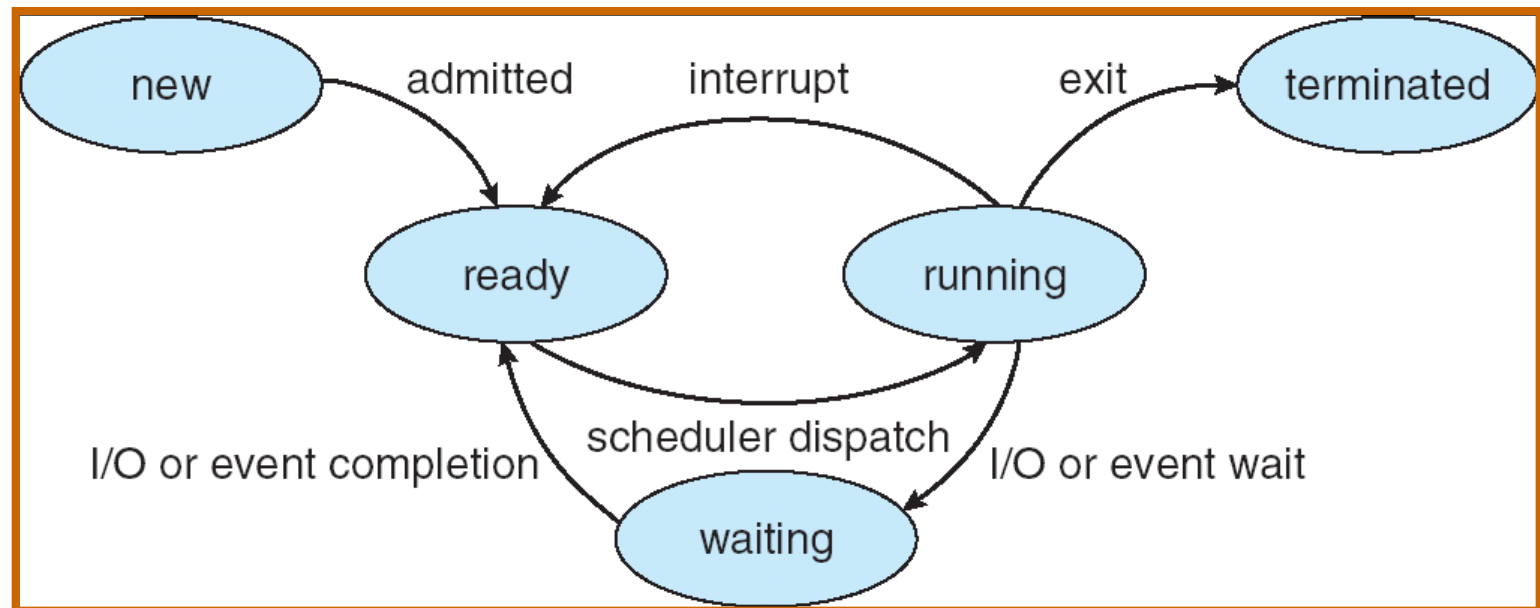 new
admitted
interrupt
exit
terminated
ready
running
scheduler dispatch
I/O or event completion
I/O or event wait
waiting